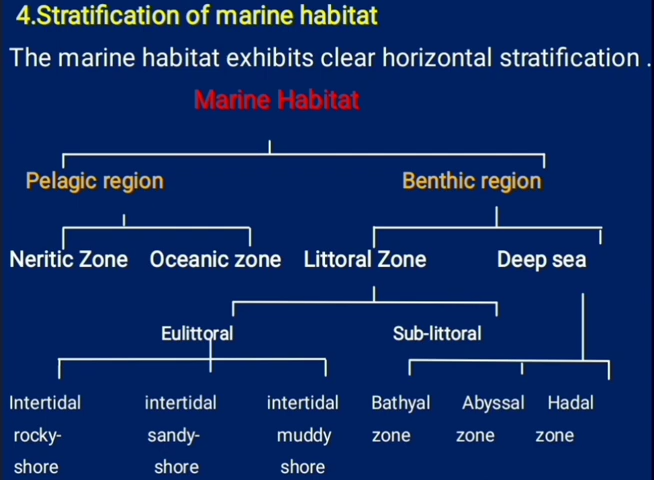 4.Stratification of marine habitat
The marine habitat exhibits clear horizontal stratification .
Marine Habitat
Pelagic region
Benthic region
Neritic Zone
Oceanic zone
Littoral Zone
Deep sea
Eulittoral
Sub-littoral
Intertidal
rocky-
shore
intertidal
sandy-
shore
intertidal
muddy
shore
Bathyal
zone
Abyssal
zone
Hadal
zone